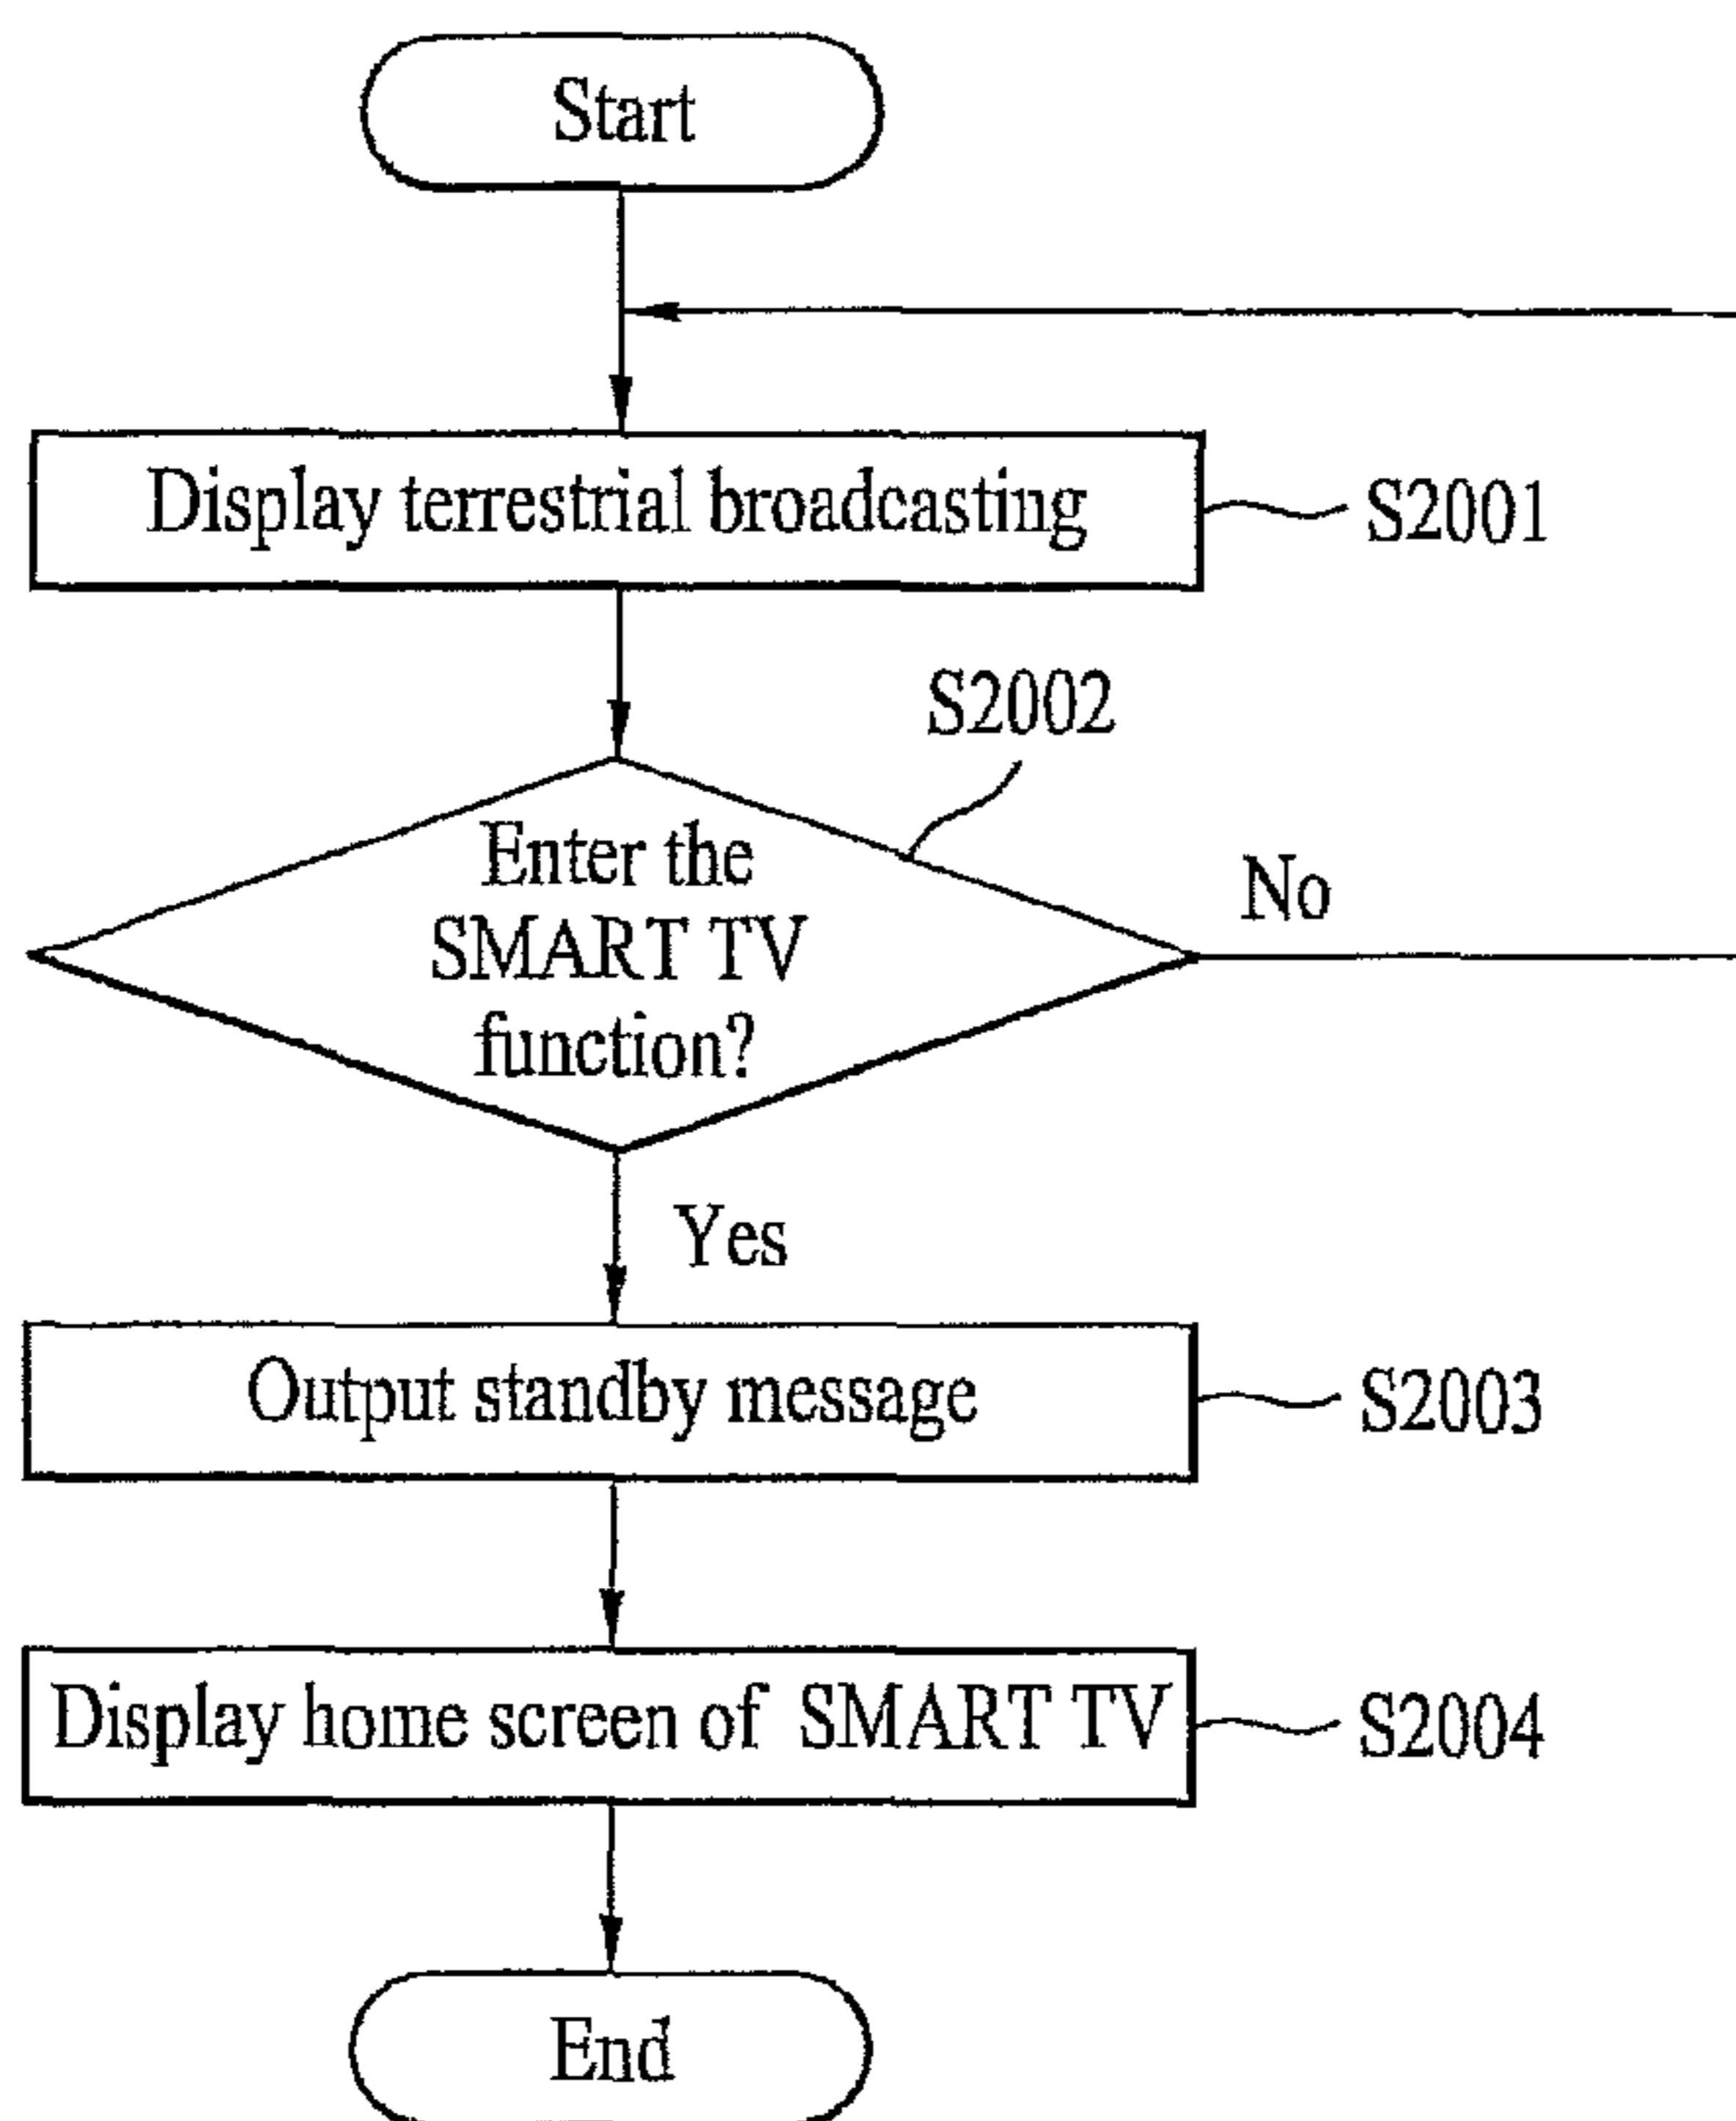 Start
Display terrestrial broadcasting
S2001
S2002
Enter the
SMART TV
function?
No
Yes
Output standby message
S2003
Display home screen of SMART TV
S2004
End